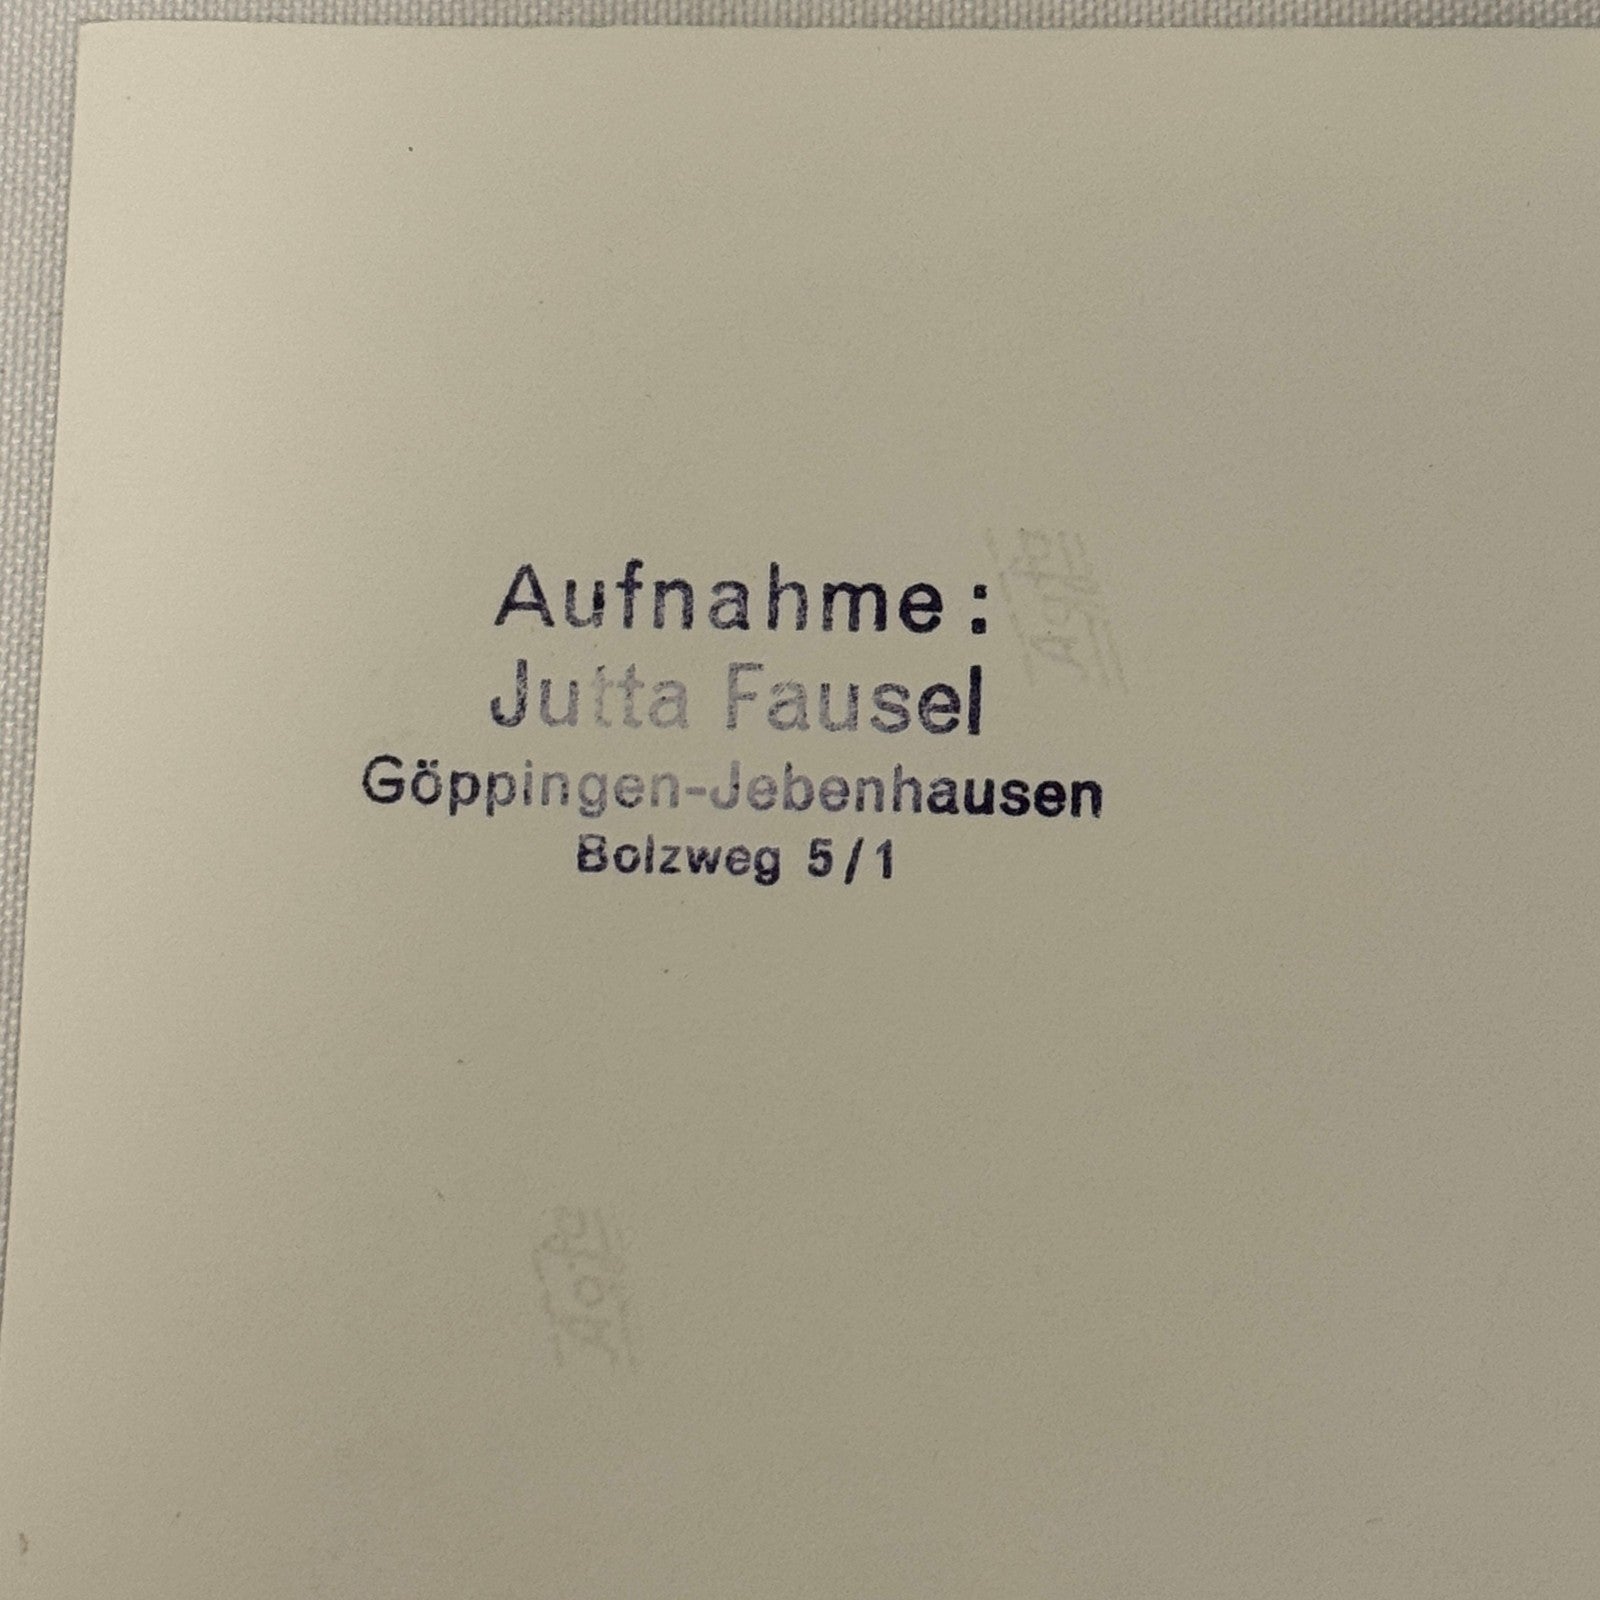 Aufnahme:
Jutta Fausel
Göppingen-Jebenhausen
Bolzweg 5/1